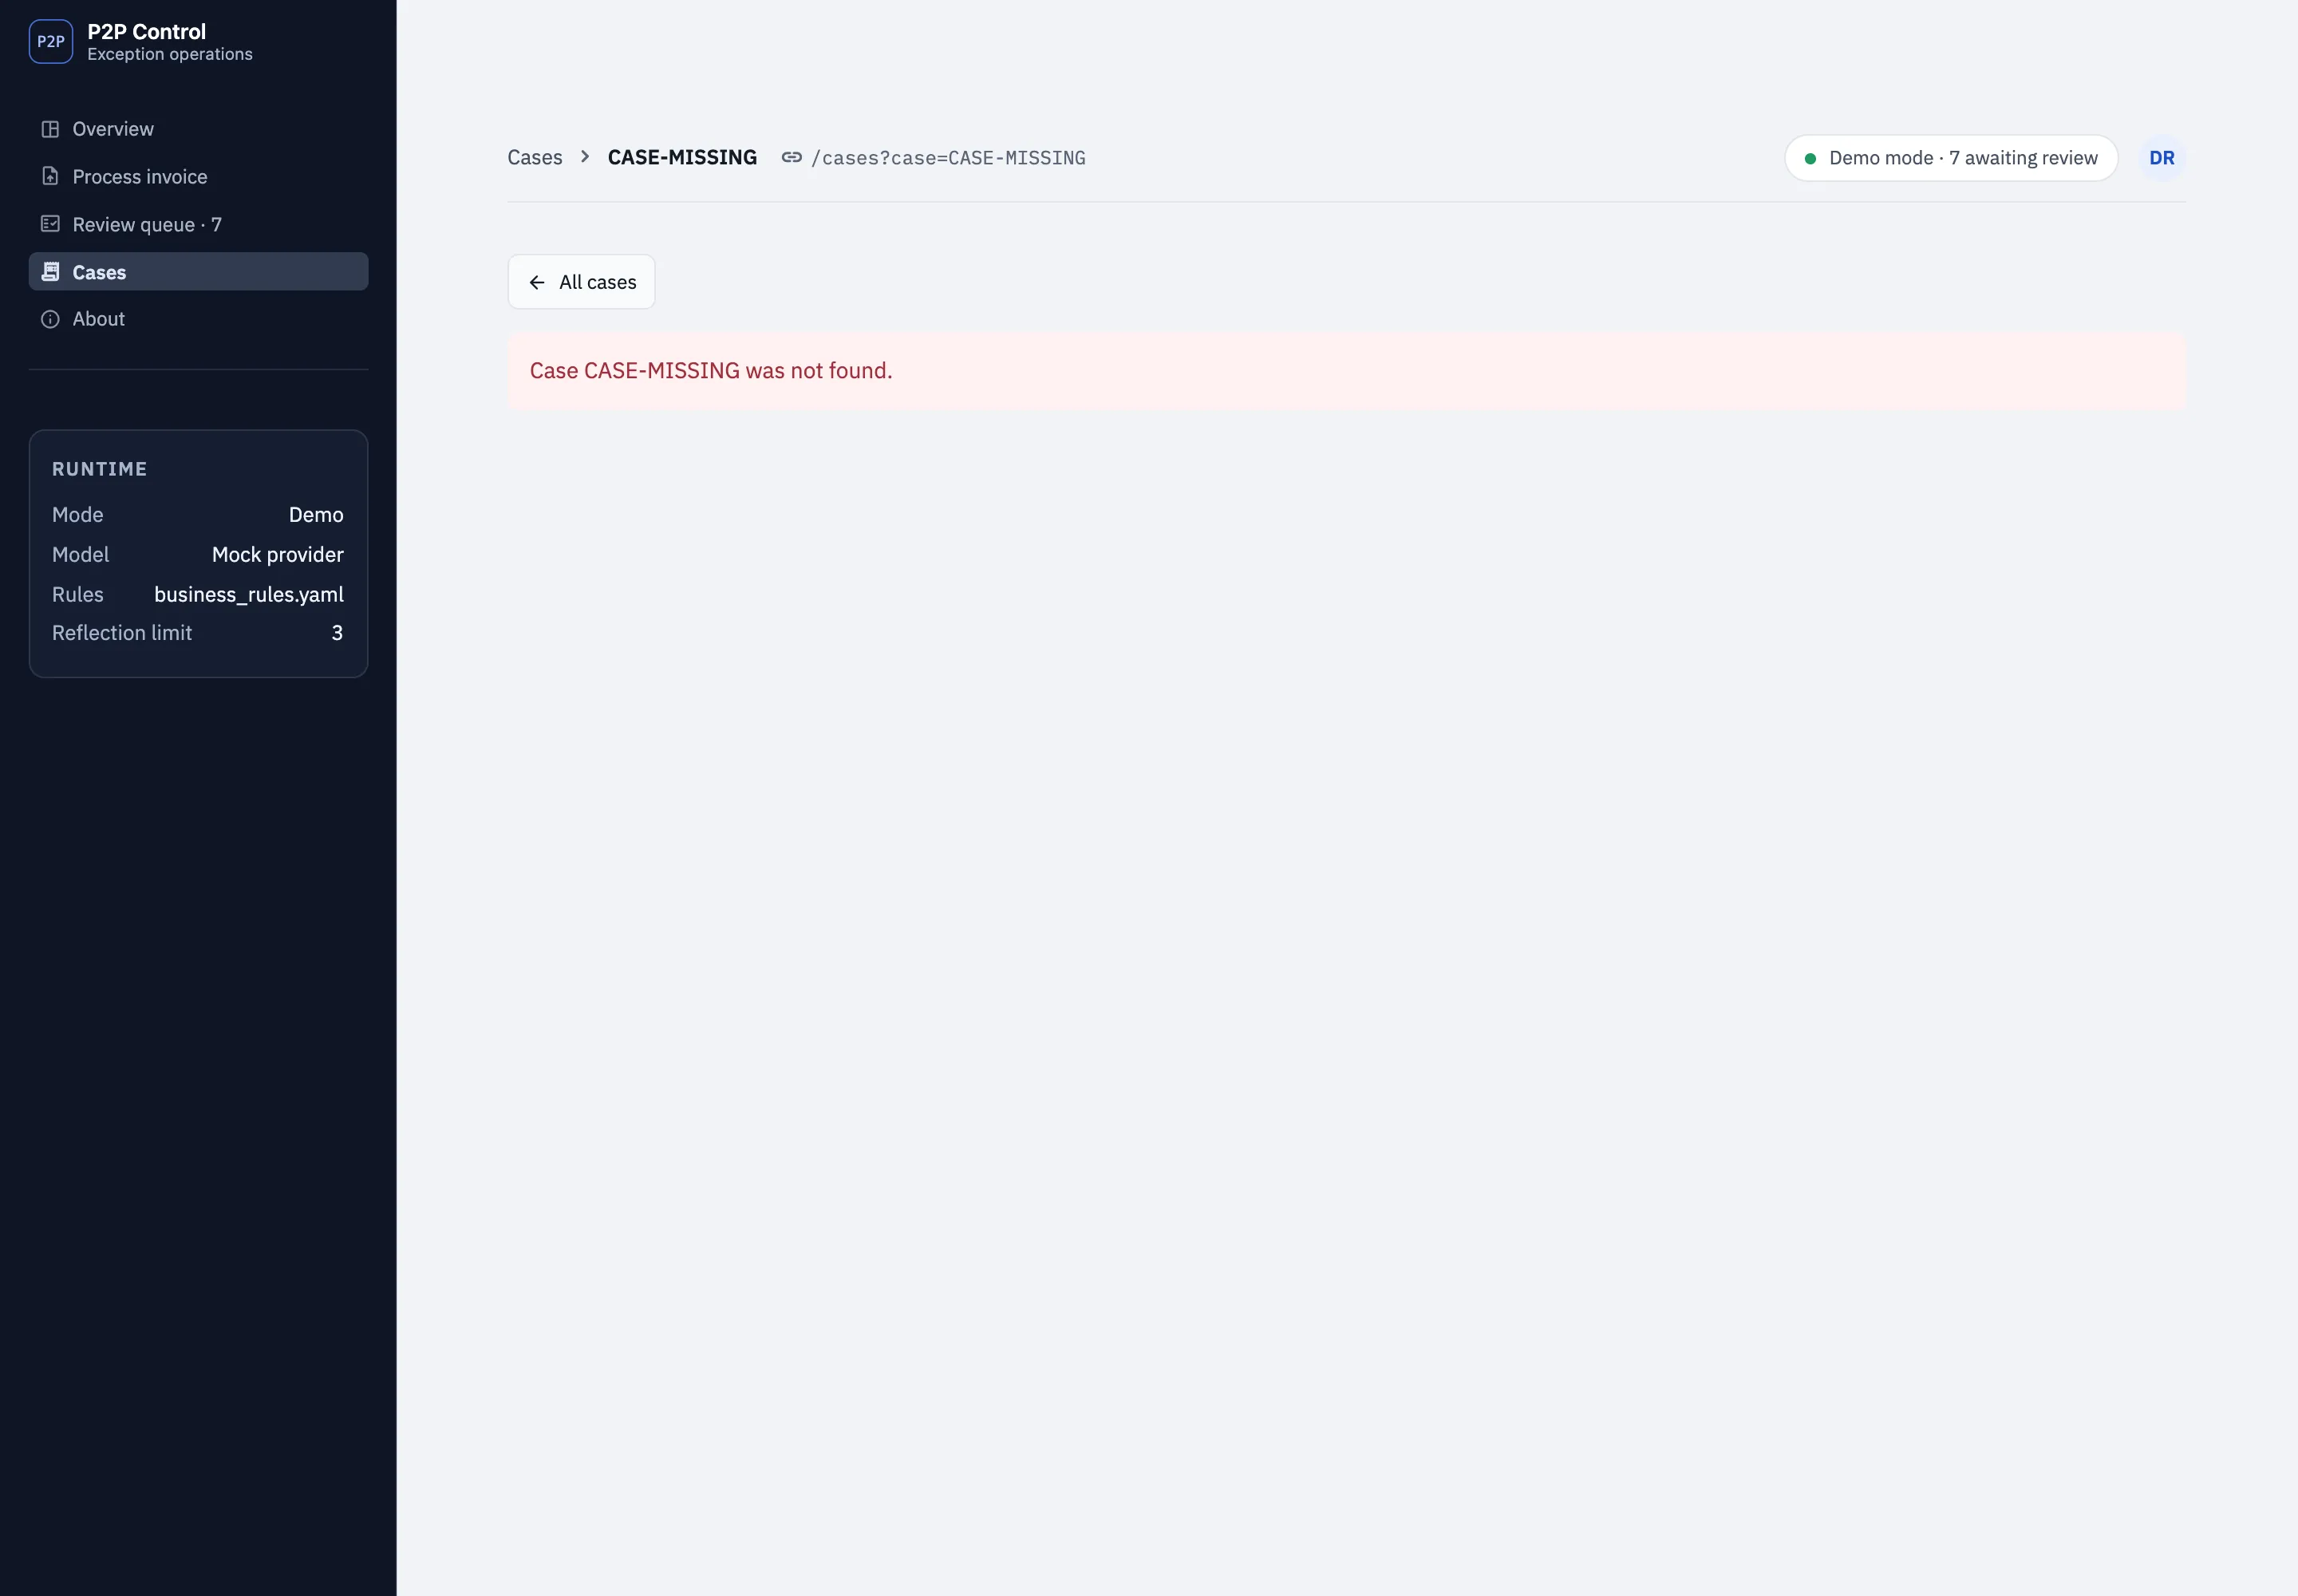 P2P
P2P Control
Exception operations
Overview
Process invoice
Review queue · 7
Cases
About
RUNTIME
Mode Demo
Model Mock provider
Rules business_rules.yaml
Reflection limit 3
Cases CASE-MISSING /cases?case=CASE-MISSING
Demo mode · 7 awaiting review DR
All cases
Case CASE-MISSING was not found.